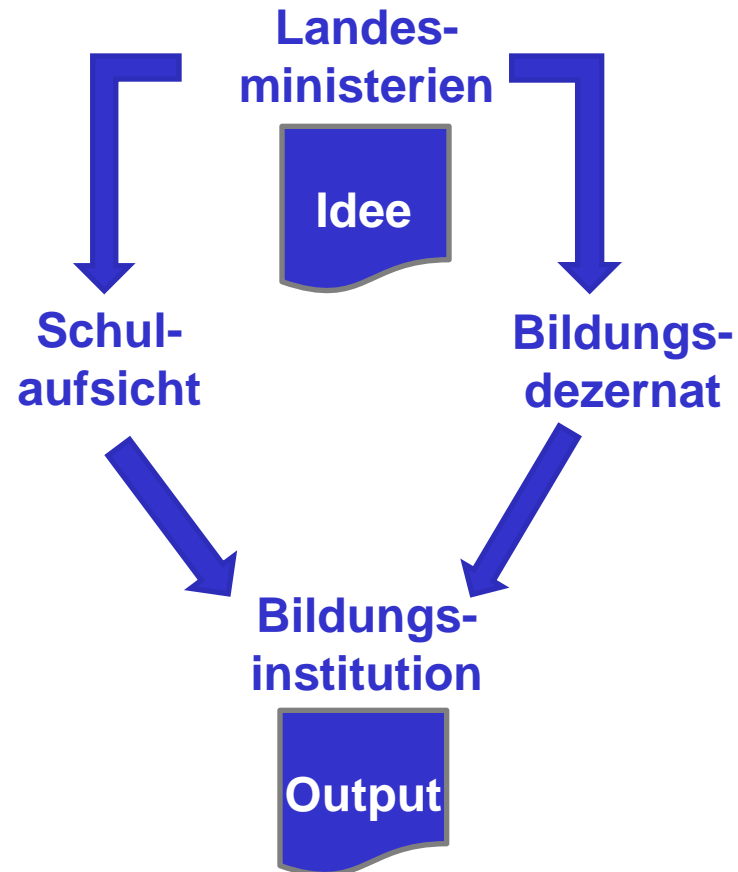 Landes-
ministerien
Idee
Schul-
aufsicht
Bildungs-
dezernat
Bildungs-
institution
Output